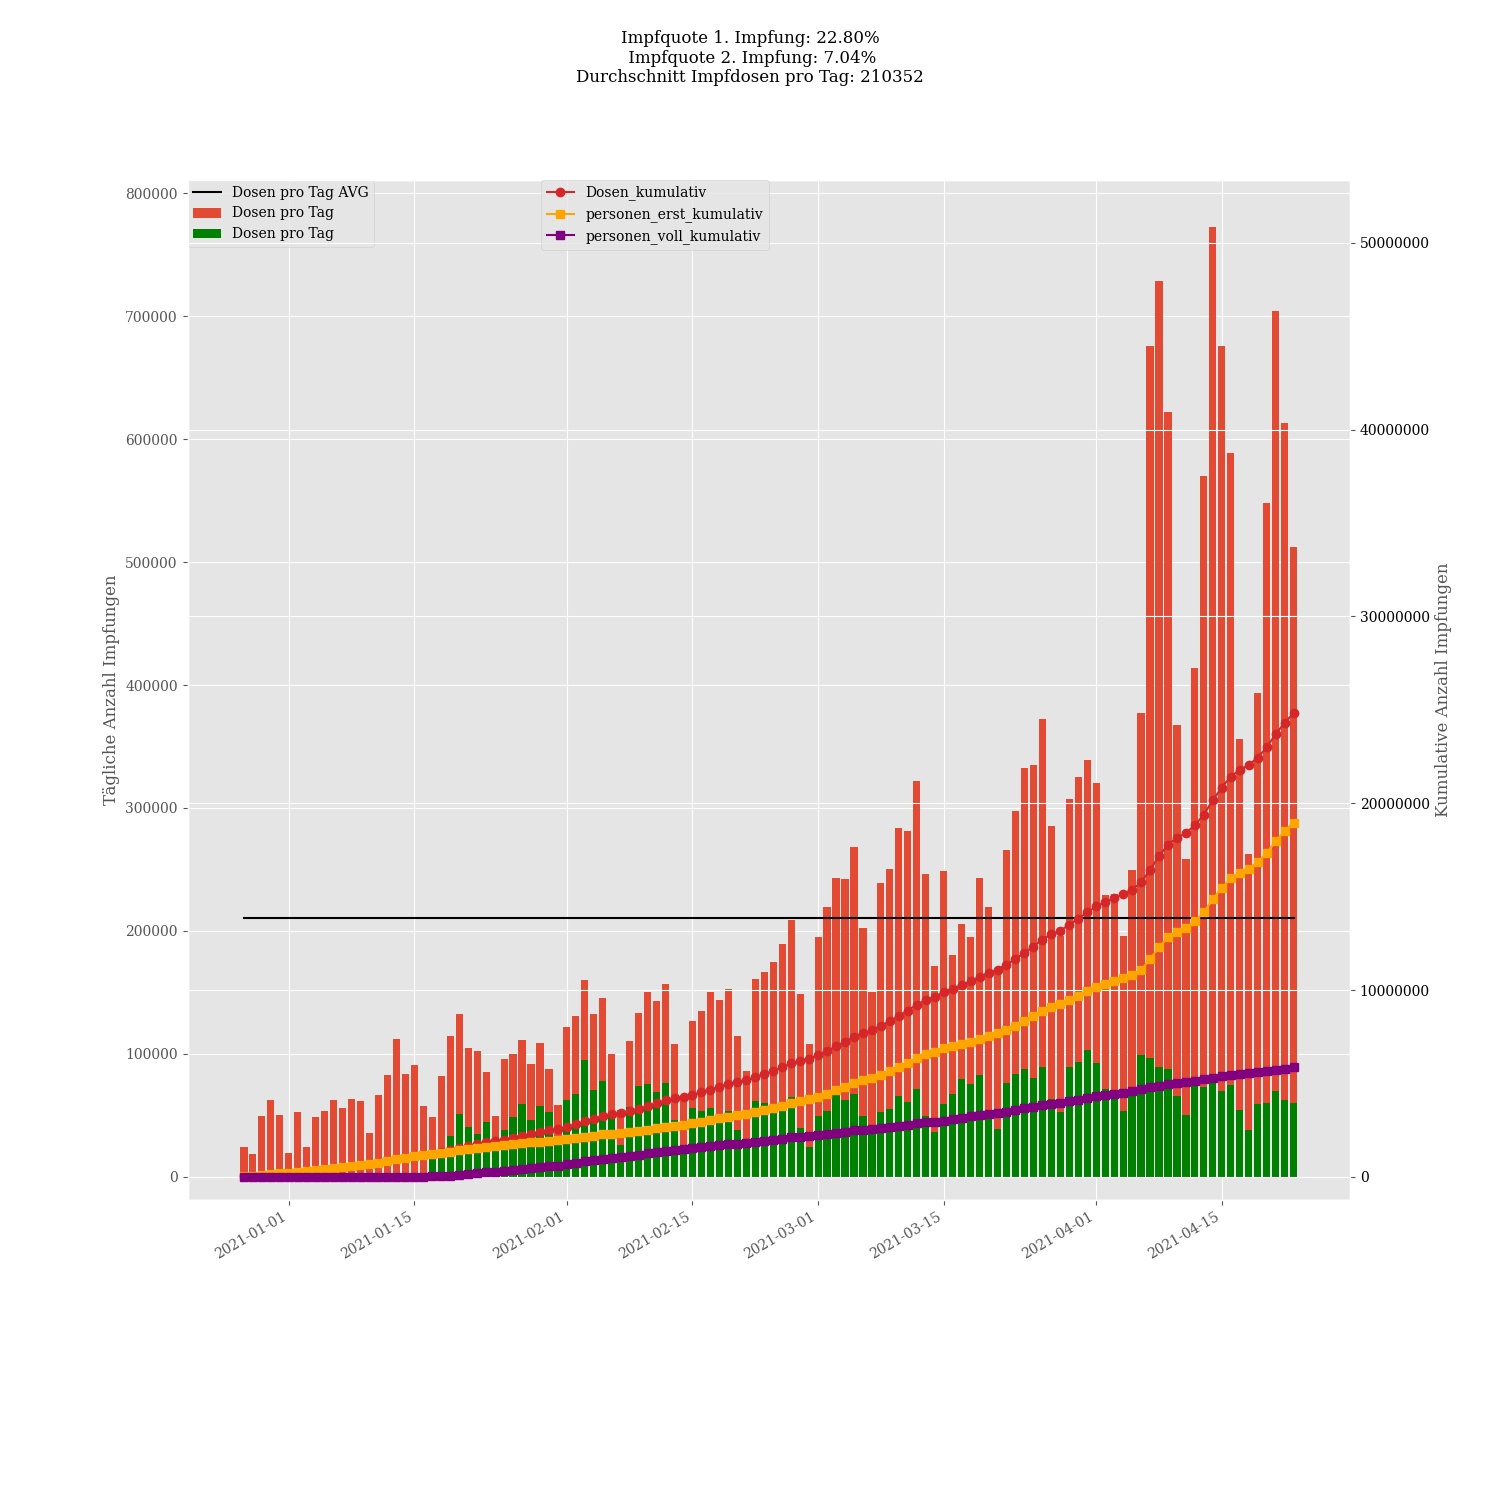 Impfquote 1. Impfung: 22.80%
Impfquote 2. Impfung: 7.04%
Durchschnitt Impfdosen pro Tag: 210352
Dosen pro Tag AVG
Dosen pro Tag
Dosen pro Tag
Dosen_kumulativ
personen_erst_kumulativ
personen_voll_kumulativ
Tägliche Anzahl Impfungen
800000
700000
600000
500000
400000
300000
200000
100000
0
50000000
40000000
30000000
20000000
10000000
0
Kumulative Anzahl Impfungen
2021-01-01
2021-01-15
2021-02-01
2021-02-15
2021-03-01
2021-03-15
2021-04-01
2021-04-15